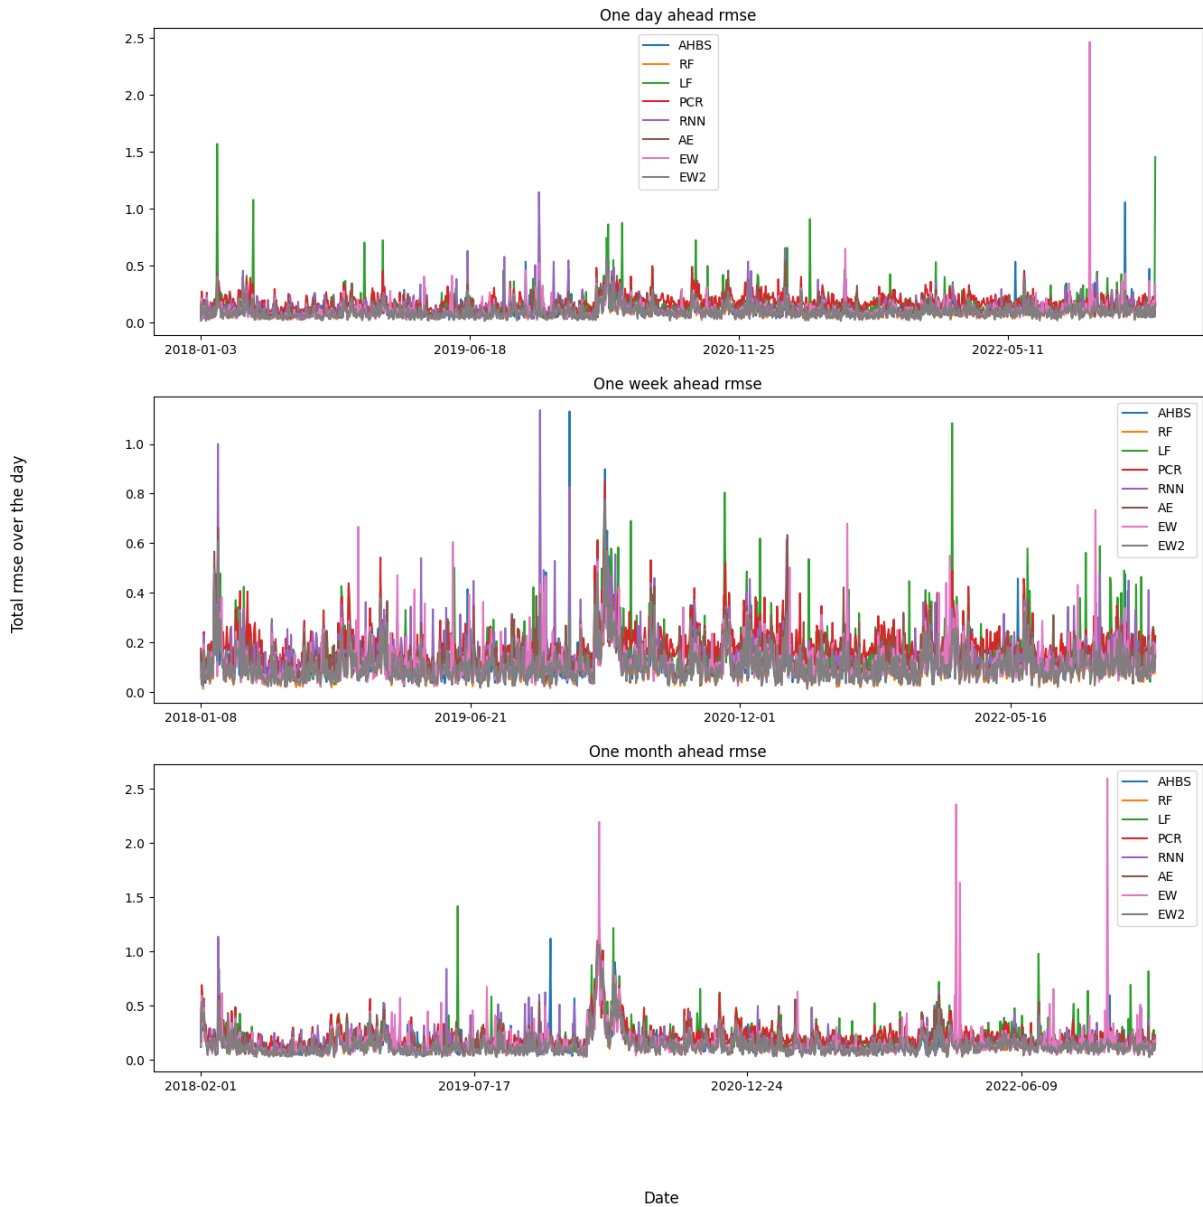 One day ahead rmse
2.5
2.0
1.5
1.0
0.5
0.0
AHBS
RF
LF
PCR
RNN
AE
EW
EW2
2018-01-03 2019-06-18 2020-11-25 2022-05-11
One week ahead rmse
1.0
0.8
0.6
0.4
0.2
0.0
AHBS
RF
LF
PCR
RNN
AE
EW
EW2
2018-01-08 2019-06-21 2020-12-01 2022-05-16
Total rmse over the day
One month ahead rmse
2.5
2.0
1.5
1.0
0.5
0.0
AHBS
RF
LF
PCR
RNN
AE
EW
EW2
2018-02-01 2019-07-17 2020-12-24 2022-06-09
Date